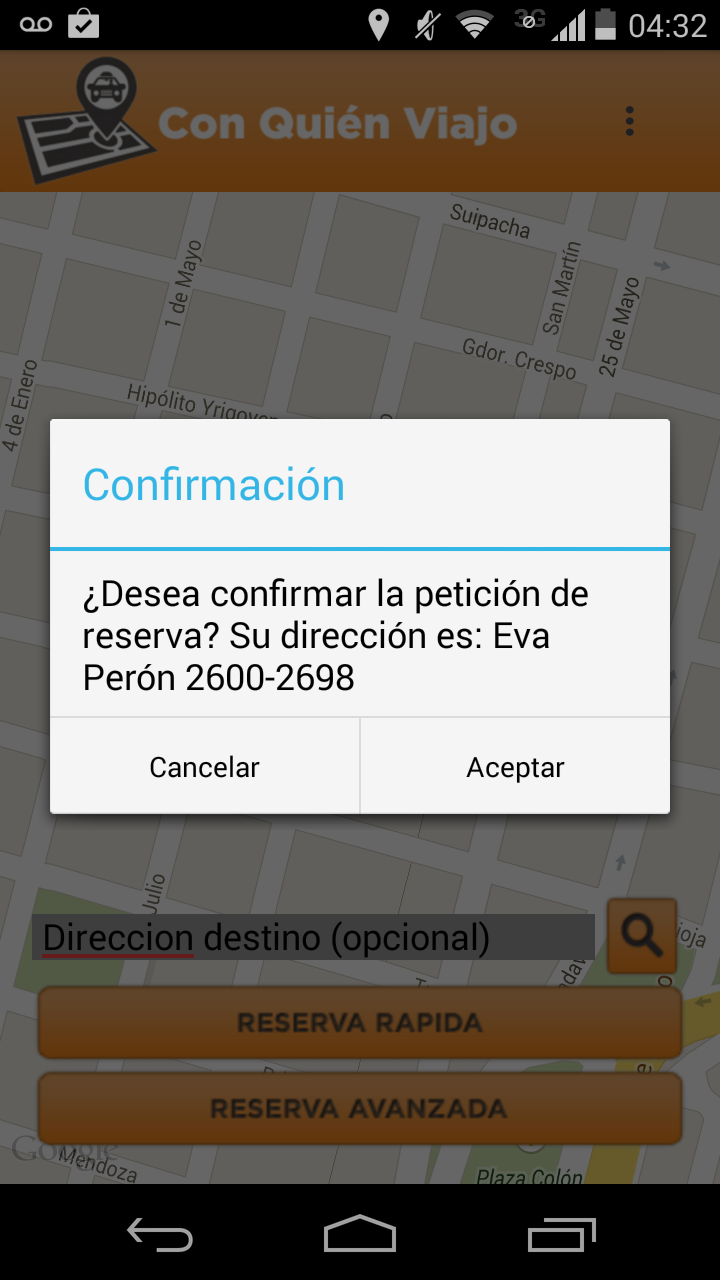 3G 04:32
Con Quién Viajo
Suipacha
1 de Mayo
San Martín
25 de Mayo
Gdor. Crespo
4 de Enero
Hipólito Yrigoyen
Confirmación
¿Desea confirmar la petición de
reserva? Su dirección es: Eva
Perón 2600-2698
Cancelar
Aceptar
Julio
Direccion destino (opcional)
ioja
RESERVA RAPIDA
RESERVA AVANZADA
Google
Mendoza
Plaza Colón